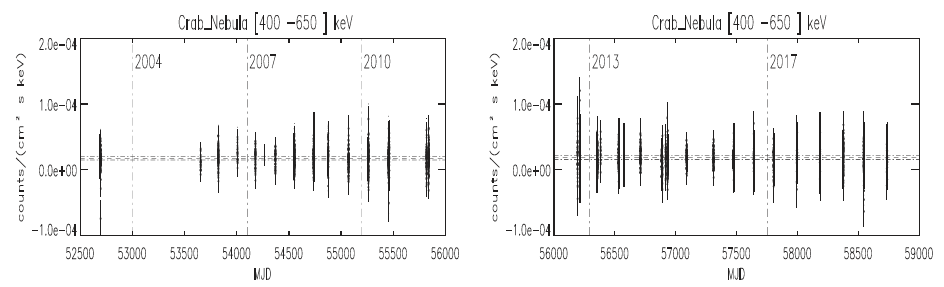 Crab_Nebula [400 -650] keV
2.0e-04
1.0e-04
0.0e+00
-1.0e-04
counts/(cm² s keV)
2004
2007
2010
52500 53000 53500 54000 54500 55000 55500 56000
MJD
Crab_Nebula [400 -650] keV
2.0e-04
1.0e-04
0.0e+00
-1.0e-04
counts/(cm² s keV)
2013
2017
56000 56500 57000 57500 58000 58500 59000
MJD